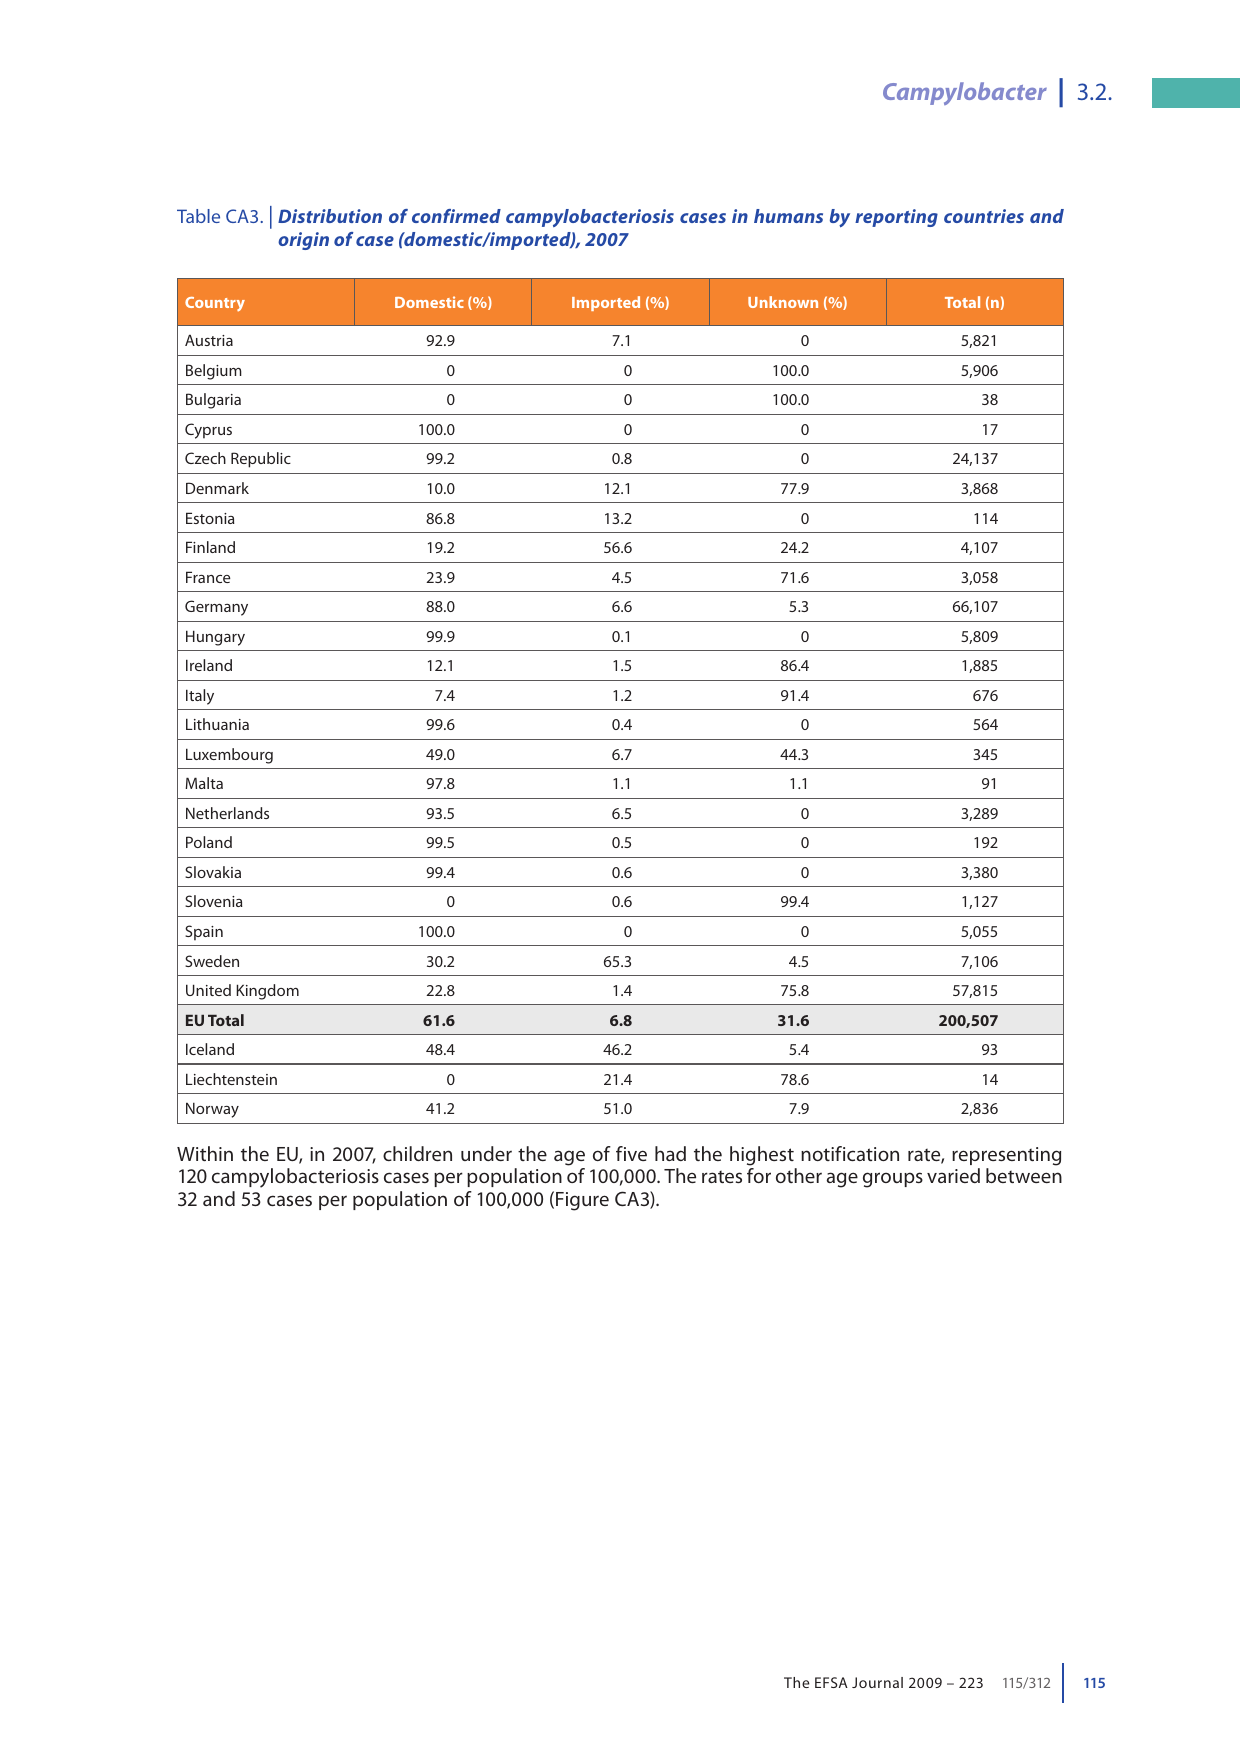 Campylobacter | 3.2.
Table CA3. | Distribution of confirmed campylobacteriosis cases in humans by reporting countries and
origin of case (domestic/imported), 2007
Country Domestic (%) Imported (%) Unknown (%) Total (n)
Austria 92.9 7.1 0 5,821
Belgium 0 0 100.0 5,906
Bulgaria 0 0 100.0 38
Cyprus 100.0 0 0 17
Czech Republic 99.2 0.8 0 24,137
Denmark 10.0 12.1 77.9 3,868
Estonia 86.8 13.2 0 114
Finland 19.2 56.6 24.2 4,107
France 23.9 4.5 71.6 3,058
Germany 88.0 6.6 5.3 66,107
Hungary 99.9 0.1 0 5,809
Ireland 12.1 1.5 86.4 1,885
Italy 7.4 1.2 91.4 676
Lithuania 99.6 0.4 0 564
Luxembourg 49.0 6.7 44.3 345
Malta 97.8 1.1 1.1 91
Netherlands 93.5 6.5 0 3,289
Poland 99.5 0.5 0 192
Slovakia 99.4 0.6 0 3,380
Slovenia 0 0.6 99.4 1,127
Spain 100.0 0 0 5,055
Sweden 30.2 65.3 4.5 7,106
United Kingdom 22.8 1.4 75.8 57,815
EU Total 61.6 6.8 31.6 200,507
Iceland 48.4 46.2 5.4 93
Liechtenstein 0 21.4 78.6 14
Norway 41.2 51.0 7.9 2,836
Within the EU, in 2007, children under the age of five had the highest notification rate, representing
120 campylobacteriosis cases per population of 100,000. The rates for other age groups varied between
32 and 53 cases per population of 100,000 (Figure CA3).
The EFSA Journal 2009 – 223 115/312 115